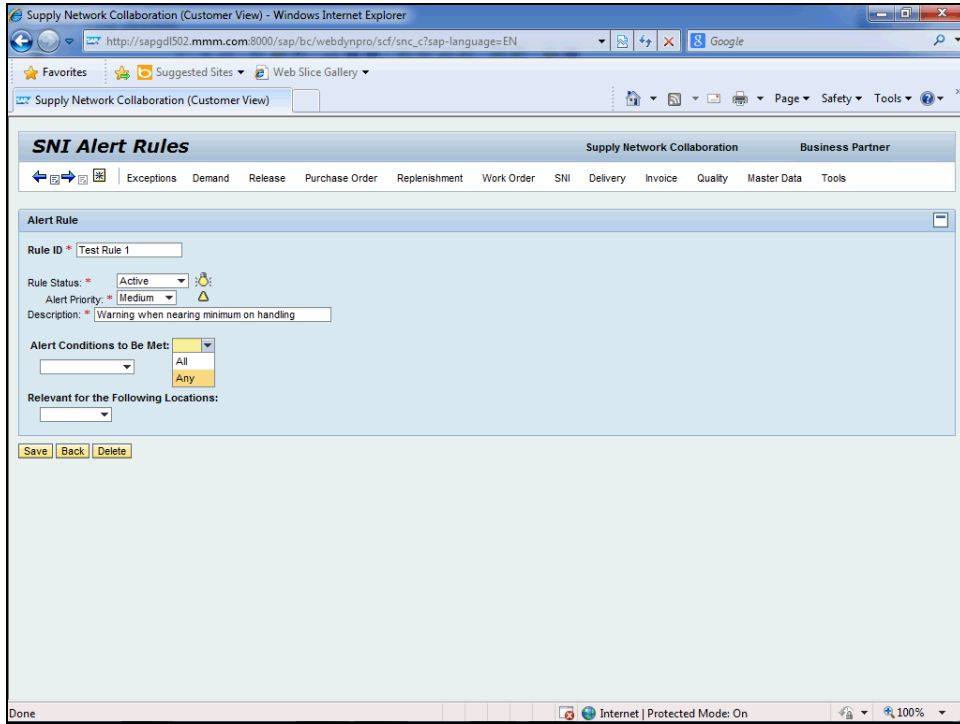 Supply Network Collaboration (Customer View) - Windows Internet Explorer
http://sapgdl502.mmm.com:8000/sap/bc/webdynpro/scf/snc_c?sap-language=EN
Google
Favorites Suggested Sites Web Slice Gallery
Supply Network Collaboration (Customer View)
Page Safety Tools
SNI Alert Rules Supply Network Collaboration Business Partner
Exceptions Demand Release Purchase Order Replenishment Work Order SNI Delivery Invoice Quality Master Data Tools
Alert Rule
Rule ID * Test Rule 1
Rule Status: * Active
Alert Priority: * Medium
Description: * Warning when nearing minimum on handling
Alert Conditions to Be Met:
All
Any
Relevant for the Following Locations:
Save Back Delete
Done Internet | Protected Mode: On 100%